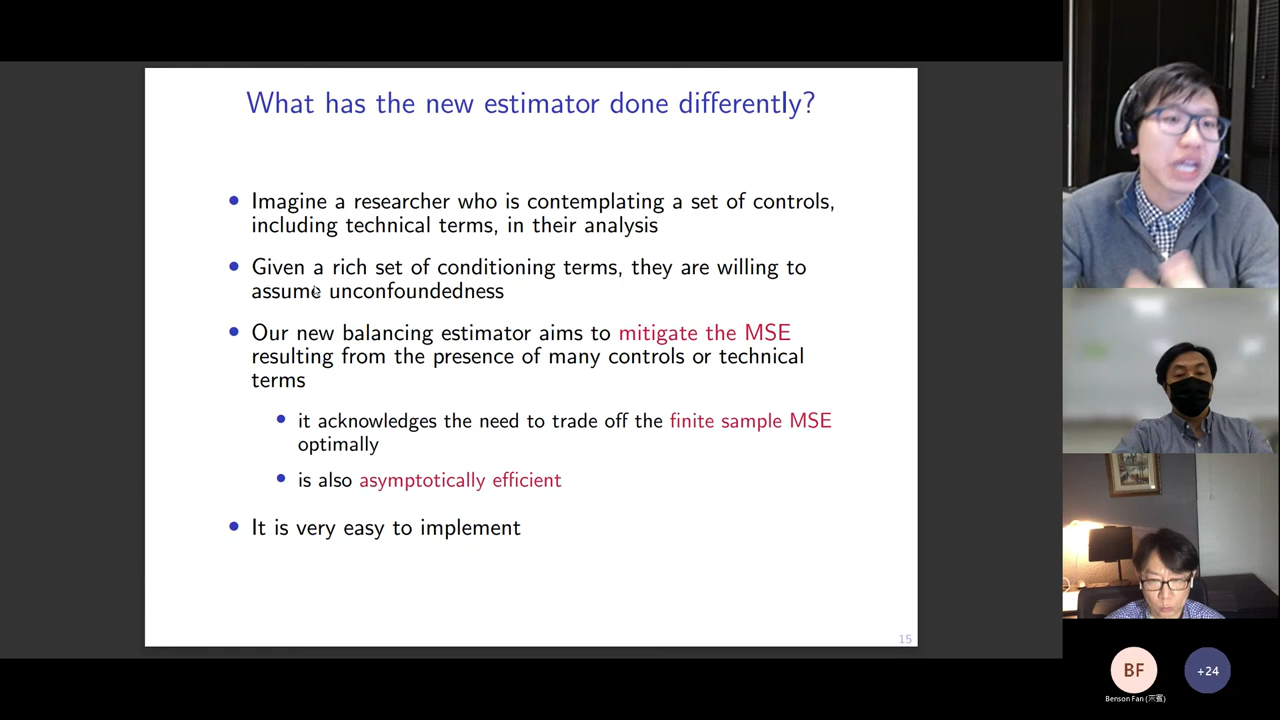 What has the new estimator done differently?
Imagine a researcher who is contemplating a set of controls,
including technical terms, in their analysis
Given a rich set of conditioning terms, they are willing to
assume unconfoundedness
Our new balancing estimator aims to mitigate the MSE
resulting from the presence of many controls or technical
terms
it acknowledges the need to trade off the finite sample MSE
optimally
is also asymptotically efficient
It is very easy to implement
15
BF
+24
Benson Fan (